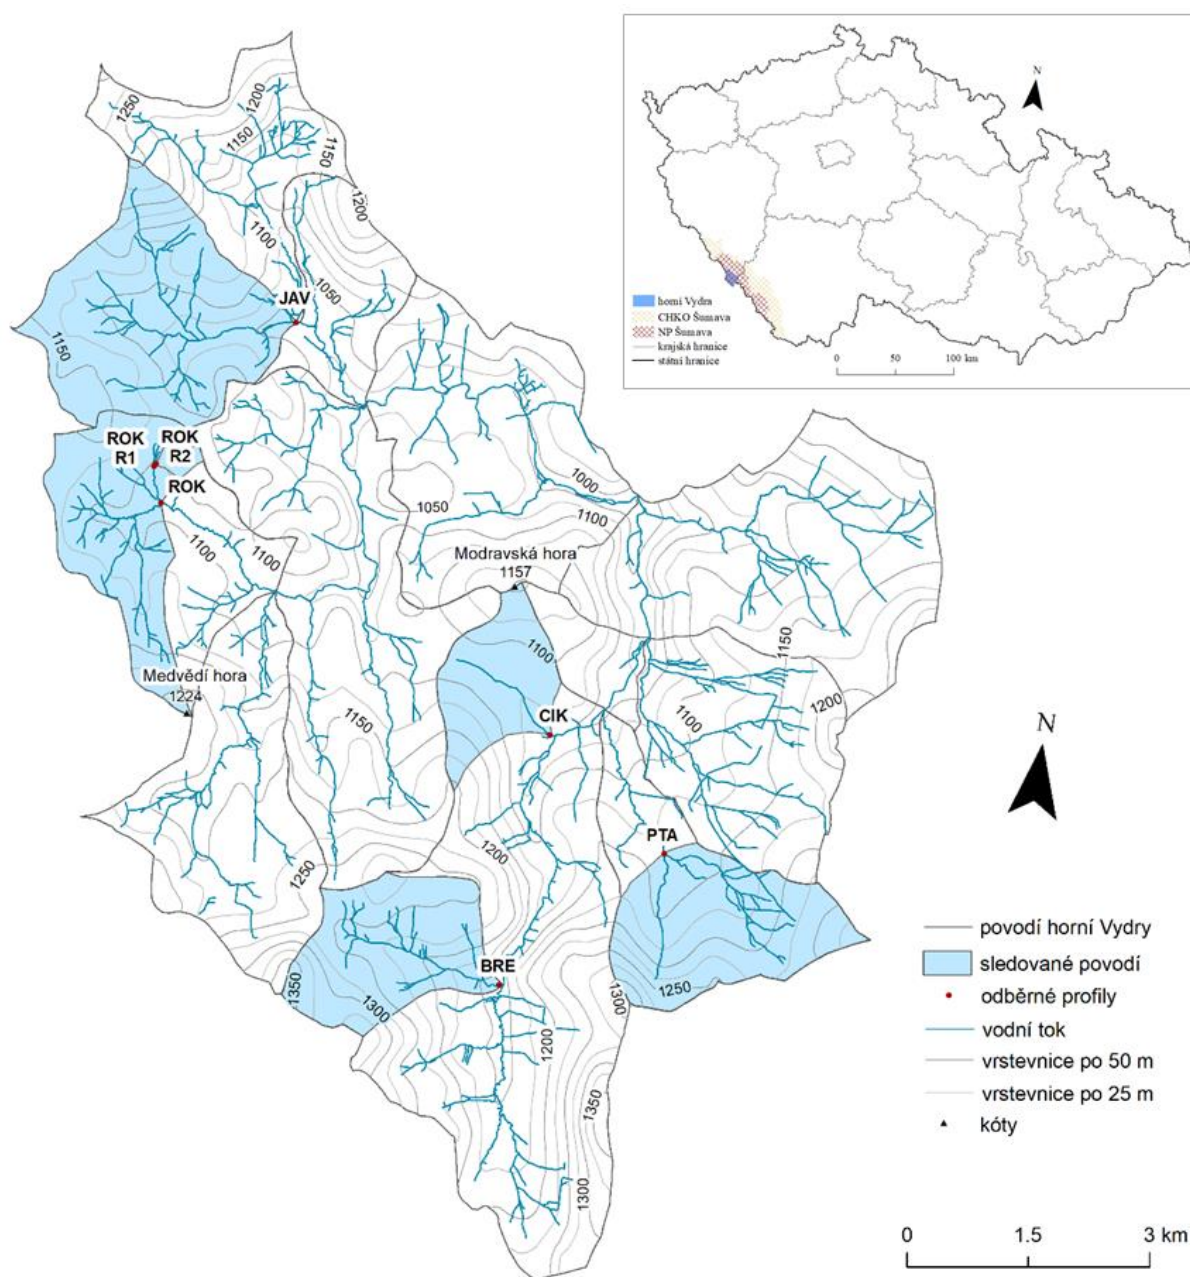 N
horní Vydra
CHKO Šumava
NP Šumava
krajská hranice
státní hranice
0 50 100 km
1250
1200
1150
1150
1200
1100
1050
JAV
1150
ROK
R1
ROK
R2
ROK
1100
1100
1050
1000
1100
Modravská hora
1157
1100
1150
1200
1100
Medvědí hora
1224
1150
CIK
N
PTA
1200
1250
BRE
1350
1300
1300
1250
1200
1350
1300
povodí horní Vydry
sledované povodí
odběrné profily
vodní tok
vrstevnice po 50 m
vrstevnice po 25 m
kóty
0 1.5 3 km